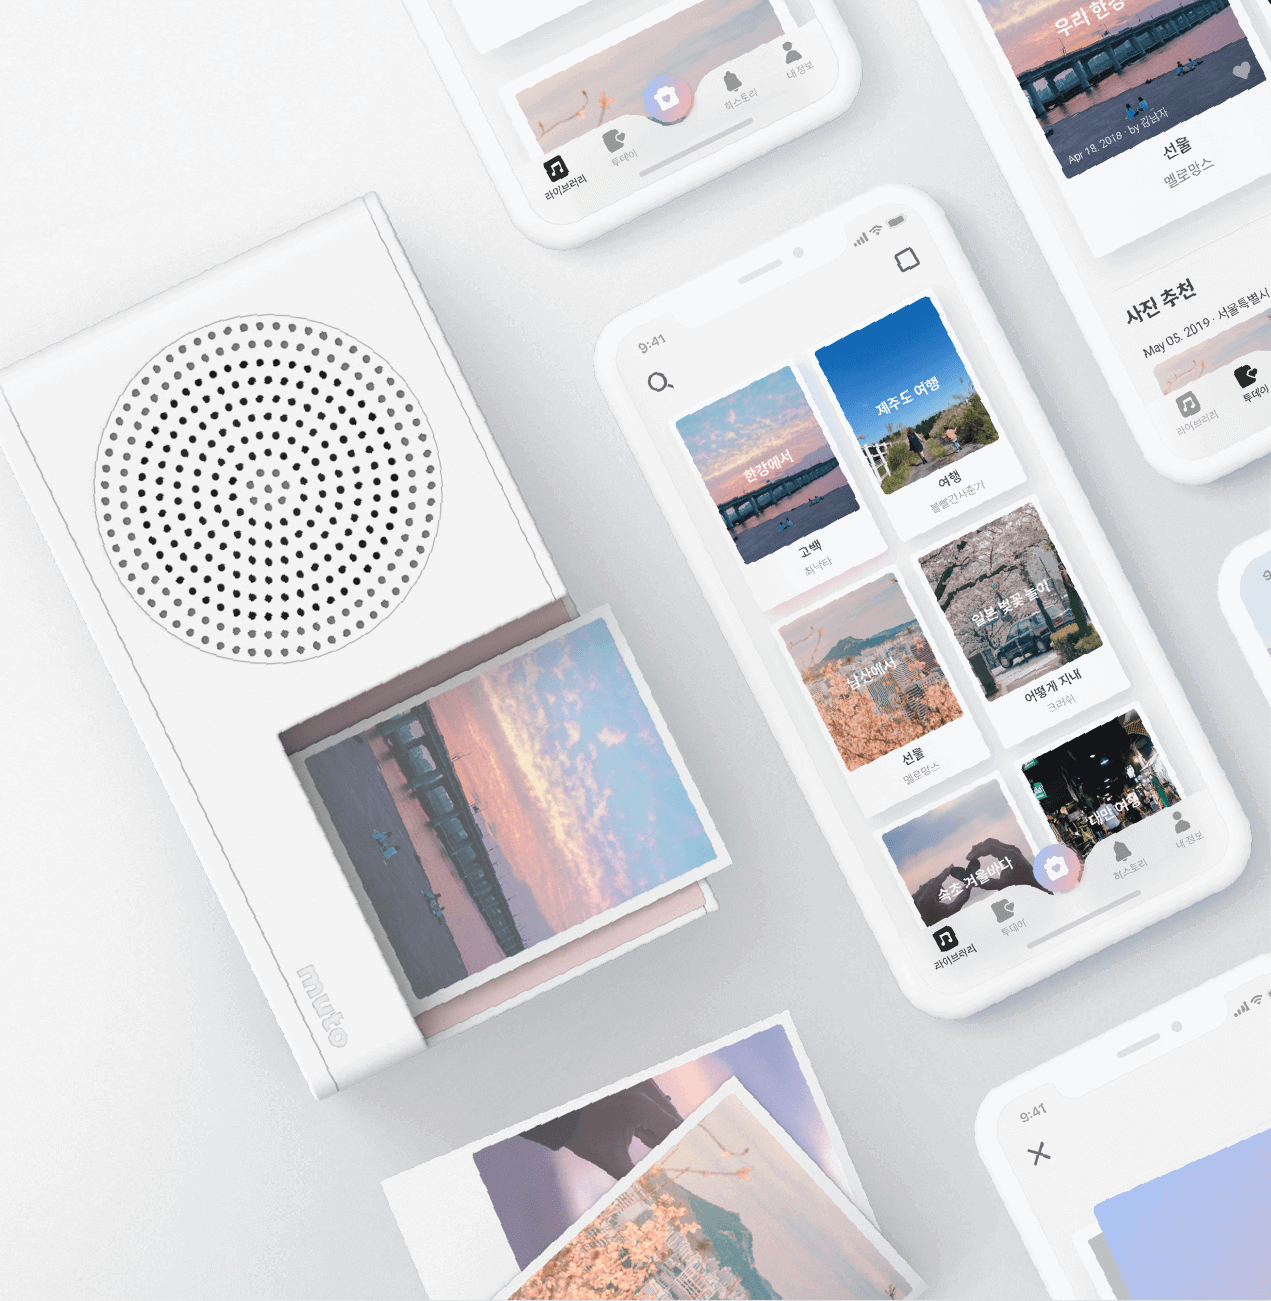 라이브러리
투데이
히스토리
내 정보
우리 한강
Apr 18. 2018 · by 김남자
선물
멜로망스
사진 추천
May 05. 2019 · 서울특별시
라이브러리
투데이
9:41
한강에서
고백
최낙타
제주도 여행
여행
볼빨간사춘기
남산에서
선물
멜로망스
일본 벚꽃 놀이
어떻게 지내
크러쉬
속초 겨울바다
대만 여행
라이브러리
투데이
히스토리
내 정보
muto
9:41